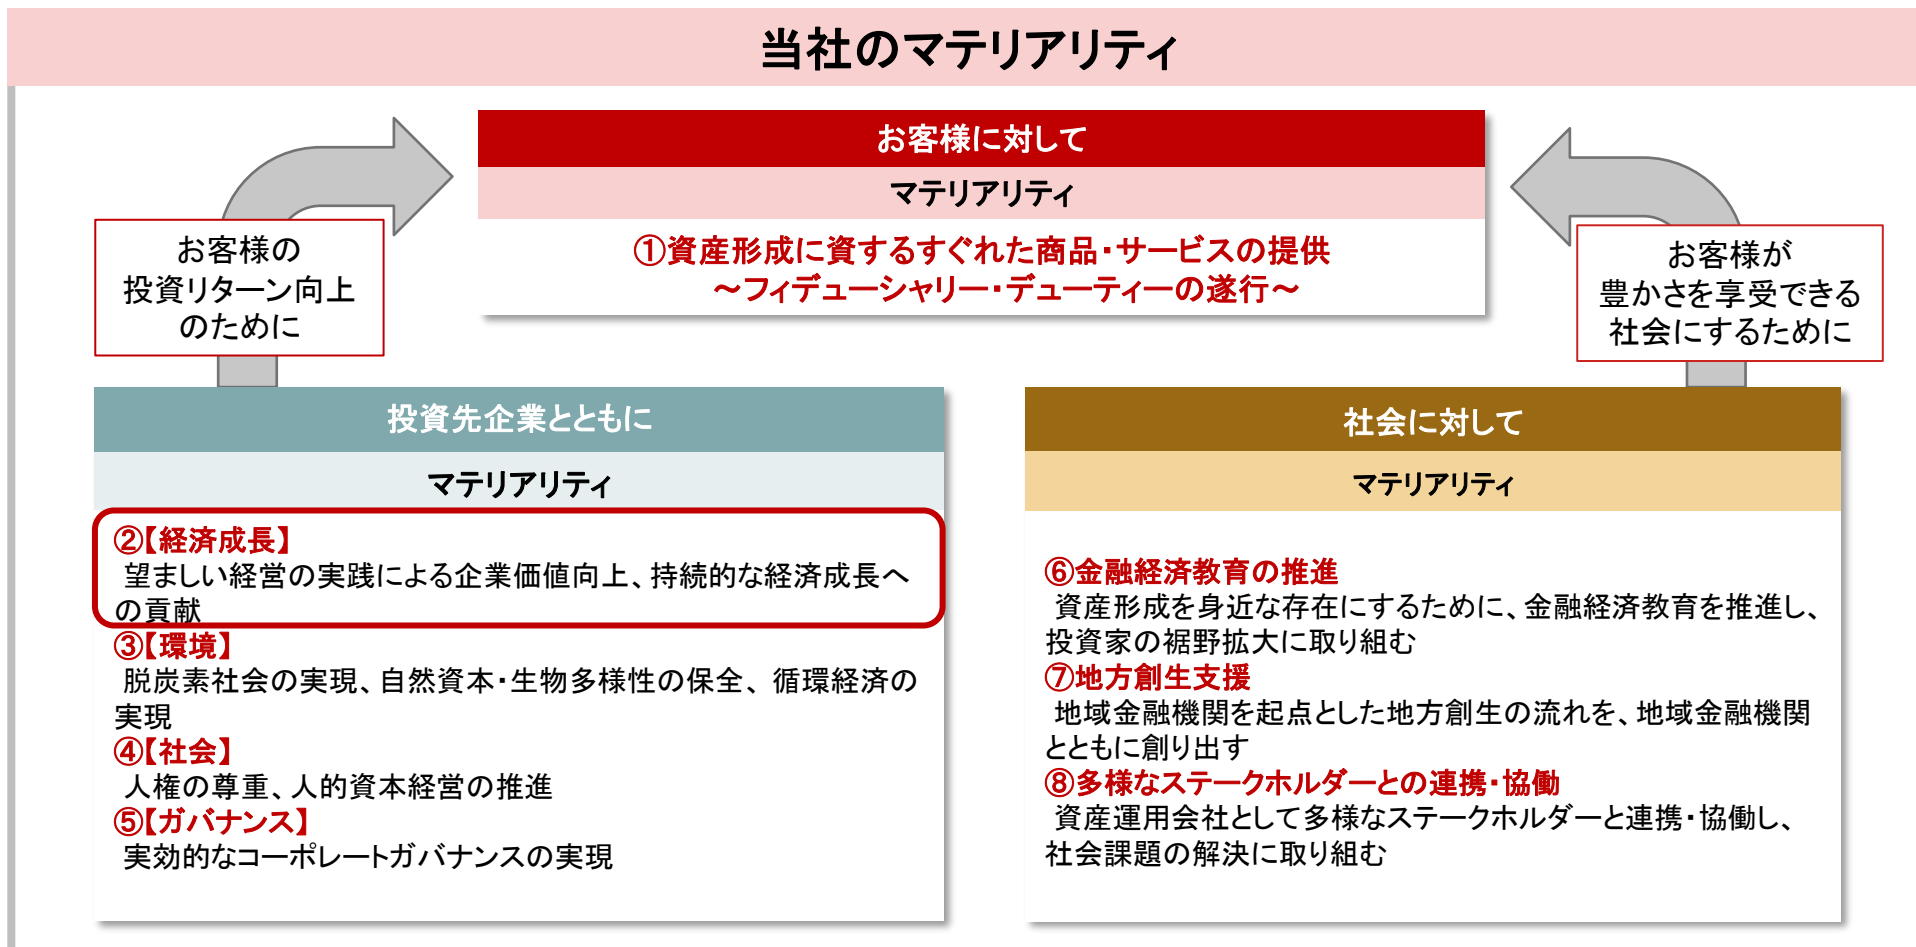 当社のマテリアリティ
お客様に対して
マテリアリティ
①資産形成に資するすぐれた商品・サービスの提供
～フィデューシャリー・デューティーの遂行～
お客様の
投資リターン向上
のために
お客様が
豊かさを享受できる
社会にするために
投資先企業とともに
マテリアリティ
②【経済成長】
望ましい経営の実践による企業価値向上、持続的な経済成長へ
の貢献
③【環境】
脱炭素社会の実現、自然資本・生物多様性の保全、循環経済の
実現
④【社会】
人権の尊重、人的資本経営の推進
⑤【ガバナンス】
実効的なコーポレートガバナンスの実現
社会に対して
マテリアリティ
⑥金融経済教育の推進
資産形成を身近な存在にするために、金融経済教育を推進し、
投資家の裾野拡大に取り組む
⑦地方創生支援
地域金融機関を起点とした地方創生の流れを、地域金融機関
とともに創り出す
⑧多様なステークホルダーとの連携・協働
資産運用会社として多様なステークホルダーと連携・協働し、
社会課題の解決に取り組む